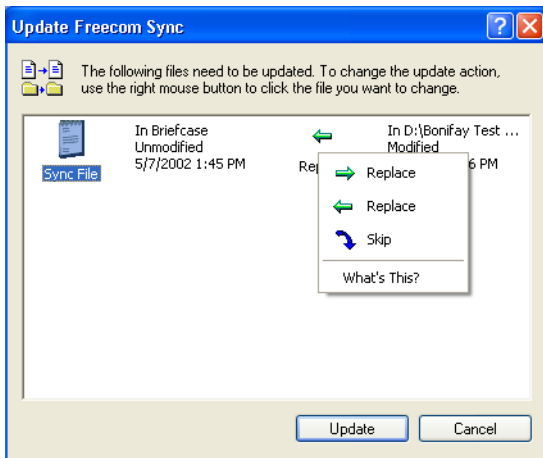 Update Freecom Sync
The following files need to be updated. To change the update action,
use the right mouse button to click the file you want to change.
Sync File
In Briefcase
Unmodified
5/7/2002 1:45 PM
In D:\Bonifay Test ...
Modified
6 PM
Replace
Replace
Skip
What's This?
Update
Cancel